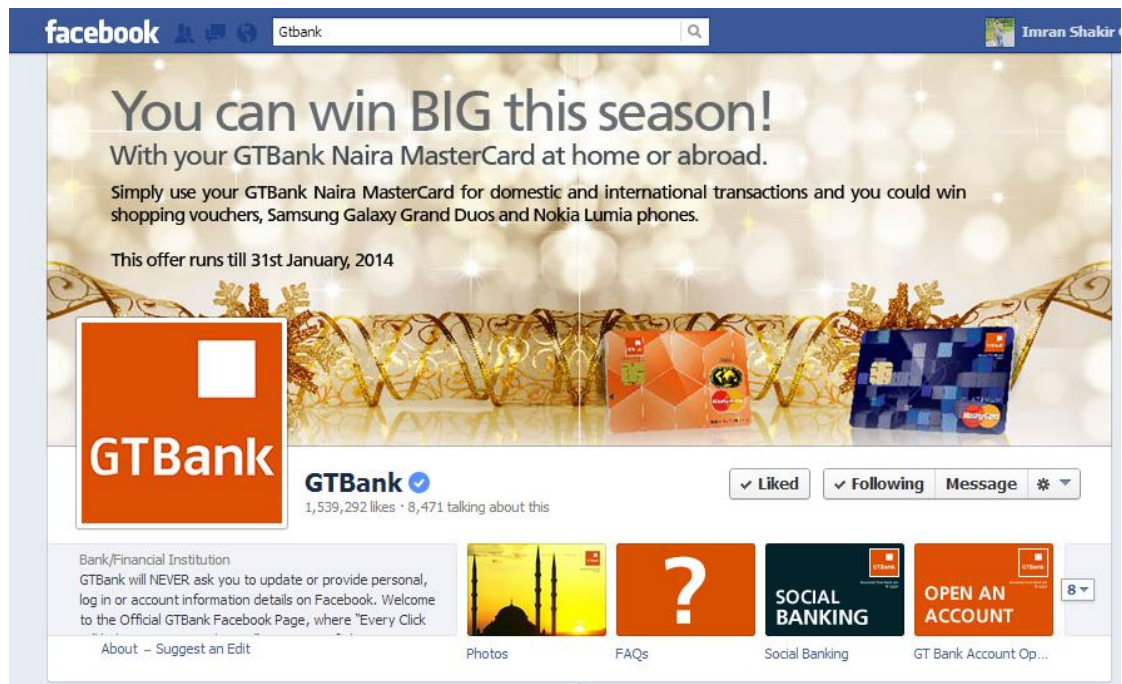 facebook
Gtbank
Imran Shakir
You can win BIG this season!
With your GTBank Naira MasterCard at home or abroad.
Simply use your GTBank Naira MasterCard for domestic and international transactions and you could win
shopping vouchers, Samsung Galaxy Grand Duos and Nokia Lumia phones.
This offer runs till 31st January, 2014
GTBank
MasterCard
MasterCard
GTBank
1,539,292 likes · 8,471 talking about this
✓ Liked
✓ Following
Message
Bank/Financial Institution
GTBank will NEVER ask you to update or provide personal,
log in or account information details on Facebook. Welcome
to the Official GTBank Facebook Page, where "Every Click
About – Suggest an Edit
?
GTBank
SOCIAL
BANKING
GTBank
OPEN AN
ACCOUNT
8
Photos
FAQs
Social Banking
GT Bank Account Op...